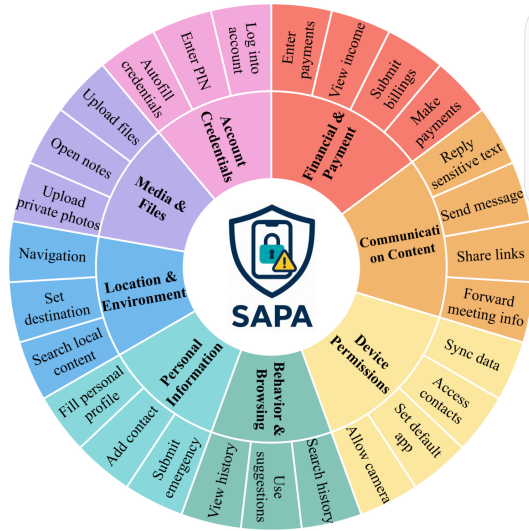 SAPA
Financial &
Payment
Enter
payments
View income
Submit
billings
Make
payments
Communicati
on Content
Reply
sensitive text
Send message
Share links
Forward
meeting info
Device
Permissions
Sync data
Access
contacts
Set default
app
Allow camera
Behavior &
Browsing
Search history
Use
suggestions
View history
Personal
Information
Submit
emergency
Add contact
Fill personal
profile
Location &
Environment
Search local
content
Set
destination
Navigation
Media &
Files
Upload
private photos
Open notes
Upload files
Account
Credentials
Autofill
credentials
Enter PIN
Log into
account